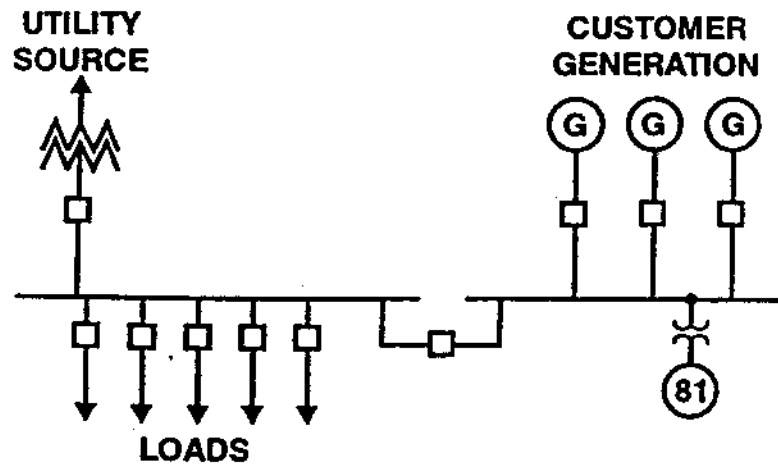 UTILITY
SOURCE
CUSTOMER
GENERATION
G G G
81
LOADS